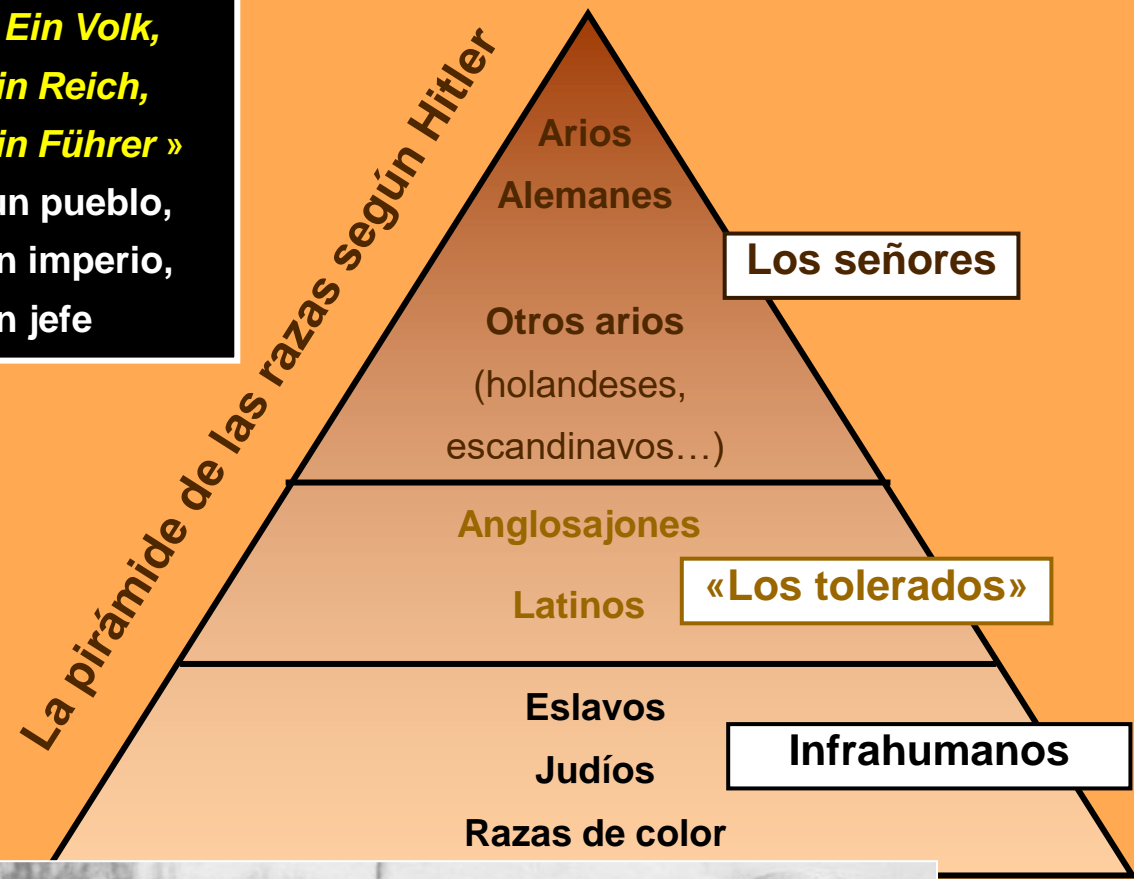 Ein Volk,
in Reich,
in Führer »
un pueblo,
n imperio,
n jefe
La pirámide de las razas según Hitler
Arios
Alemanes
Los señores
Otros arios
(holandeses,
escandinavos…)
Anglosajones
Latinos
«Los tolerados»
Eslavos
Judíos
Razas de color
Infrahumanos